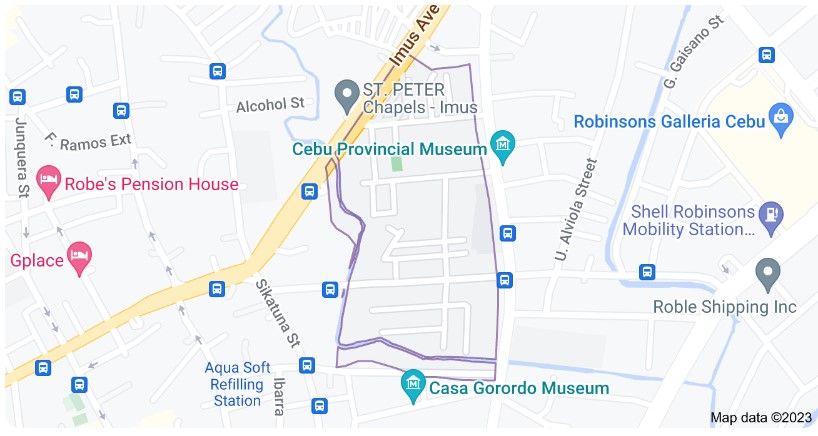 Imus Ave
G. Gaisano St
ST. PETER
Chapels - Imus
Alcohol St
Robinsons Galleria Cebu
Junquera St
F. Ramos Ext
Cebu Provincial Museum
Robe's Pension House
U. Alviola Street
Shell Robinsons
Mobility Station...
Gplace
Sikatuna St
Roble Shipping Inc
Aqua Soft
Refilling
Station
Ibarra
Casa Gorordo Museum
Map data ©2023